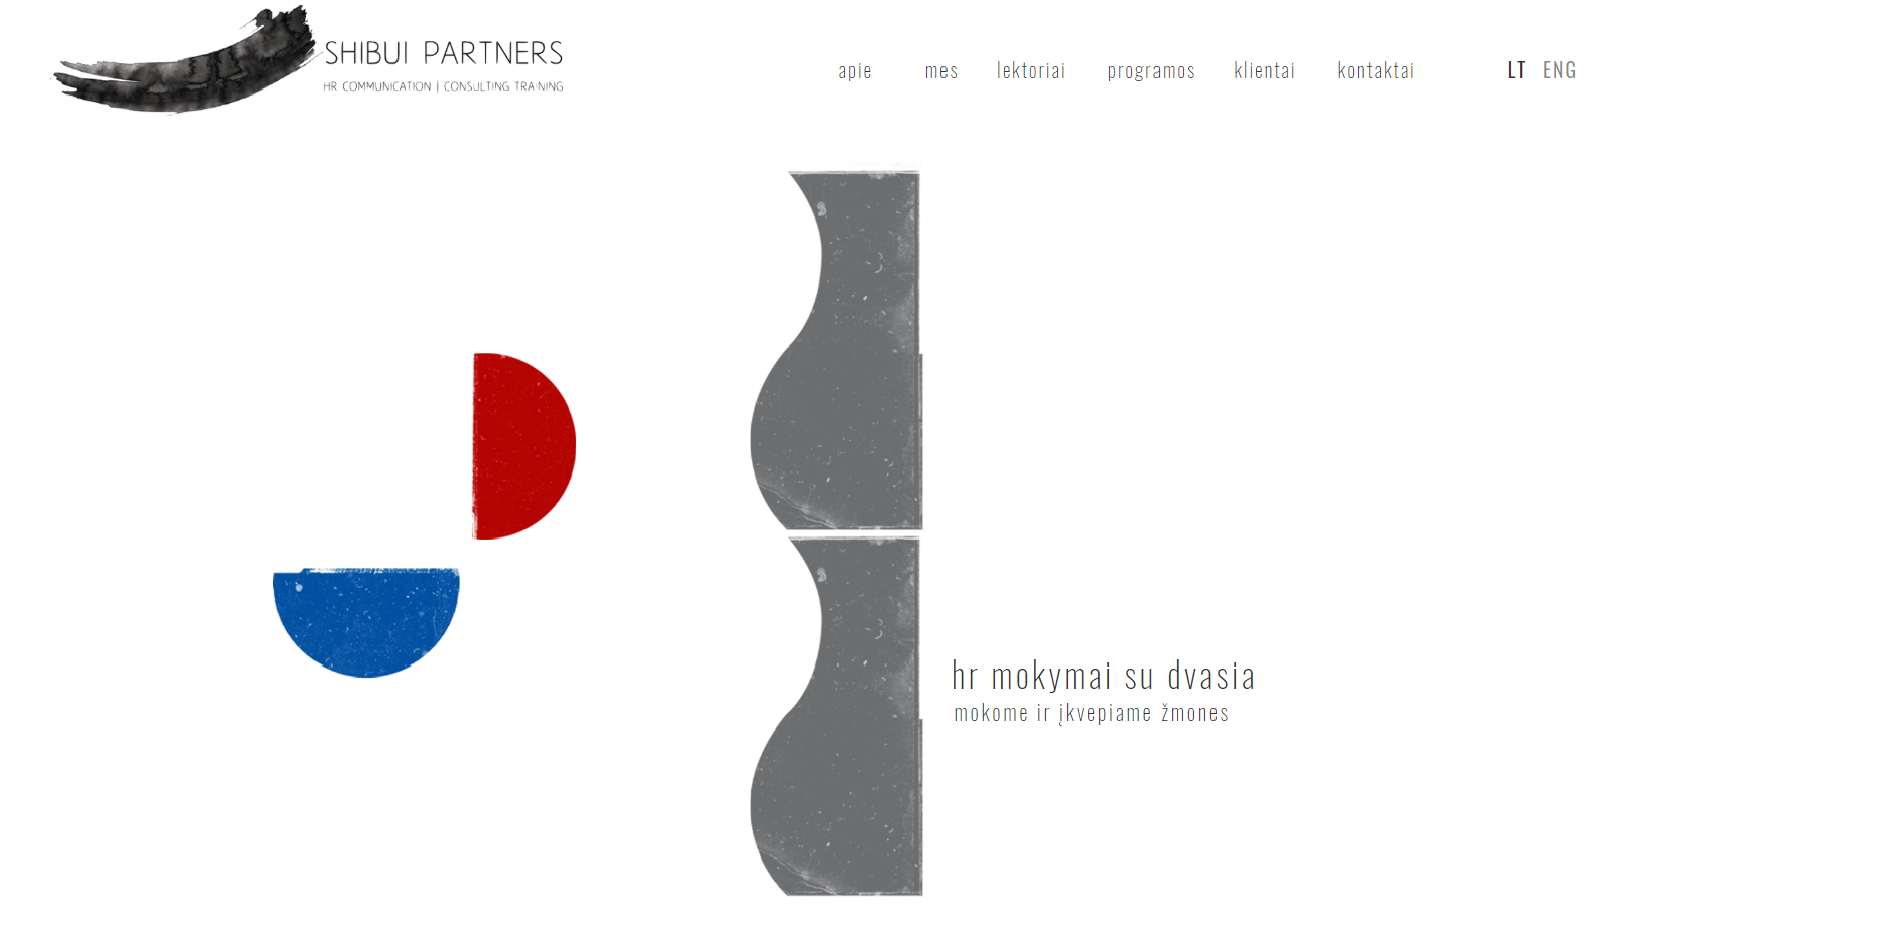 SHIBUI PARTNERS
HR COMMUNICATION | CONSULTING TRAINING
apie mes lektoriai programos klientai kontaktai LT ENG
hr mokymai su dvasia
mokome ir įkvepiame žmones